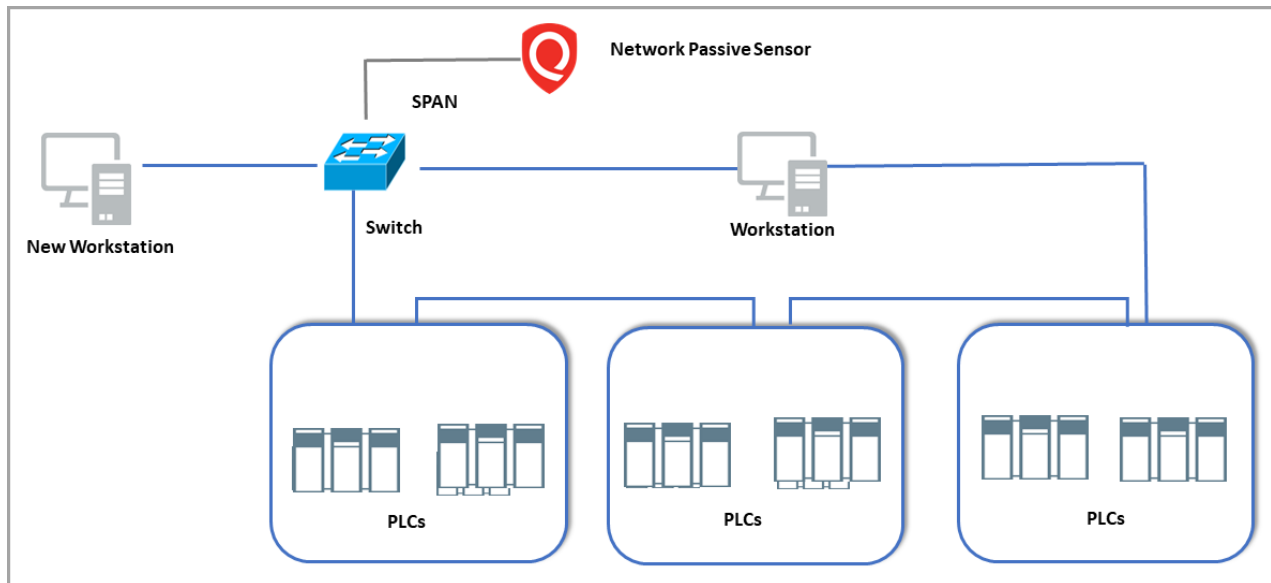 Network Passive Sensor
SPAN
Switch
New Workstation
Workstation
PLCs
PLCs
PLCs